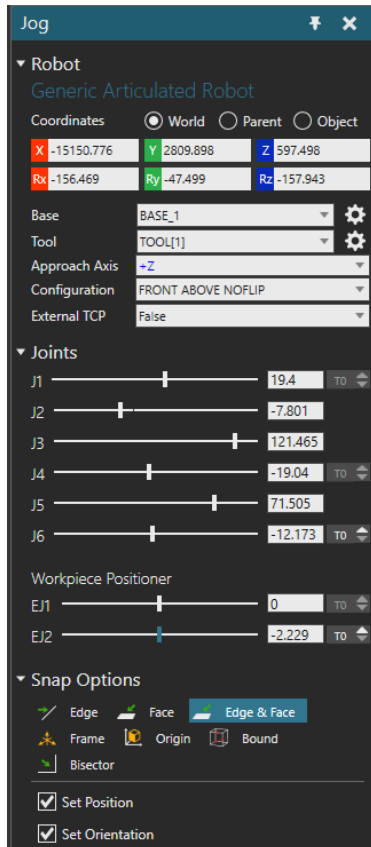 Jog
Robot
Generic Articulated Robot
Coordinates World Parent Object
X -15150.776 Y 2809.898 Z 597.498
Rx -156.469 Ry -47.499 Rz -157.943
Base BASE_1
Tool TOOL[1]
Approach Axis +Z
Configuration FRONT ABOVE NOFLIP
External TCP False
Joints
J1 19.4 T0
J2 -7.801
J3 121.465
J4 -19.04 T0
J5 71.505
J6 -12.173 T0
Workpiece Positioner
EJ1 0 T0
EJ2 -2.229 T0
Snap Options
Edge Face Edge & Face
Frame Origin Bound
Bisector
Set Position
Set Orientation